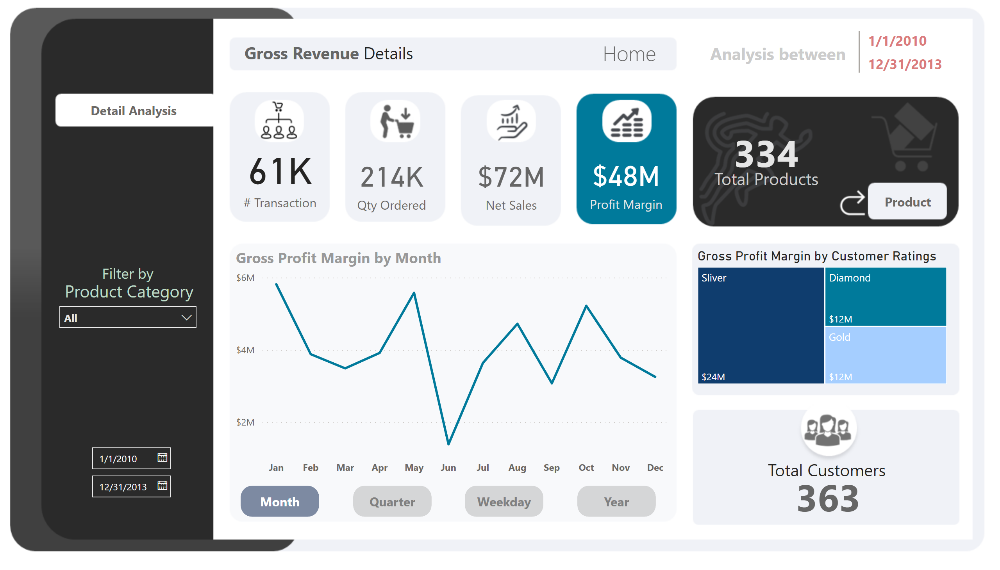 Gross Revenue Details
Home
Analysis between
1/1/2010
12/31/2013
Detail Analysis
61K
# Transaction
214K
Qty Ordered
$72M
Net Sales
$48M
Profit Margin
334
Total Products
Product
Filter by
Product Category
All
1/1/2010
12/31/2013
Gross Profit Margin by Month
$6M
$4M
$2M
Jan Feb Mar Apr May Jun Jul Aug Sep Oct Nov Dec
Month
Quarter
Weekday
Year
Gross Profit Margin by Customer Ratings
Sliver
$24M
Diamond
$12M
Gold
$12M
Total Customers
363